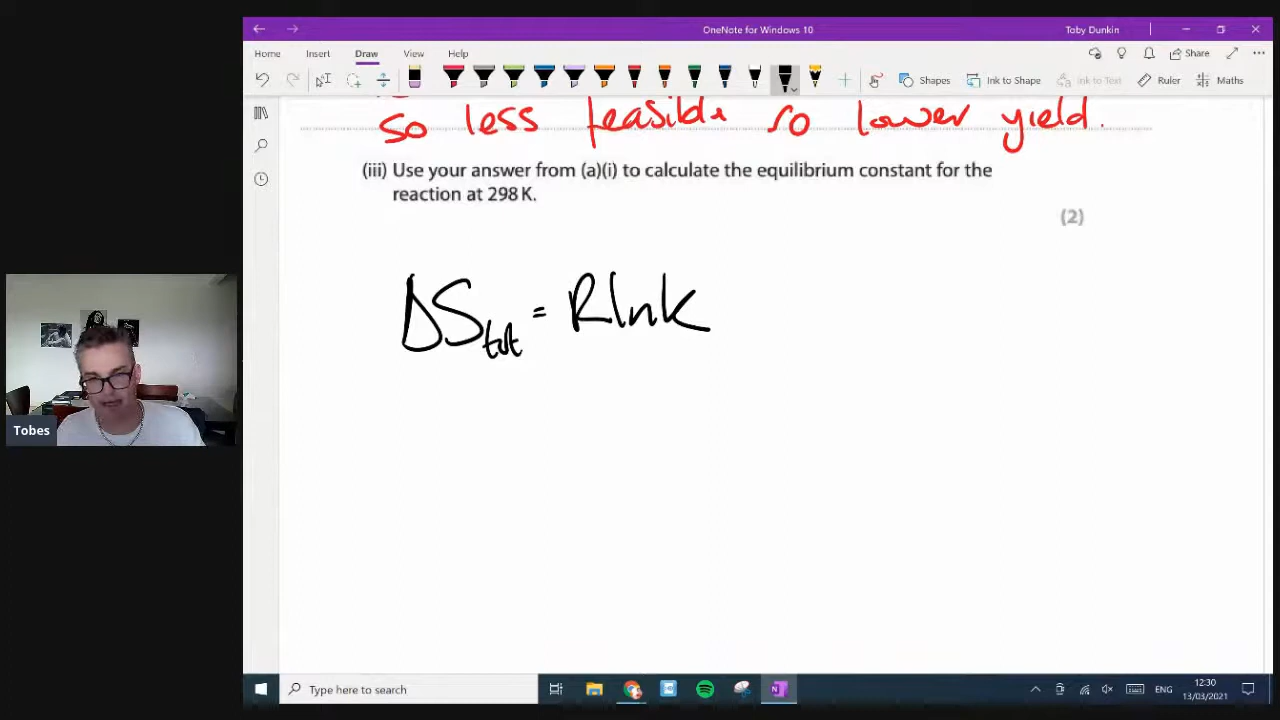 OneNote for Windows 10
Toby Dunkin
Home Insert Draw View Help
Share
Shapes Ink to Shape Ink to Text Ruler Maths
so less feasible so lower yield.
(iii) Use your answer from (a)(i) to calculate the equilibrium constant for the
reaction at 298 K.
(2)
ΔStot = RlnK
Tobes
Type here to search
ENG
12:30
13/03/2021